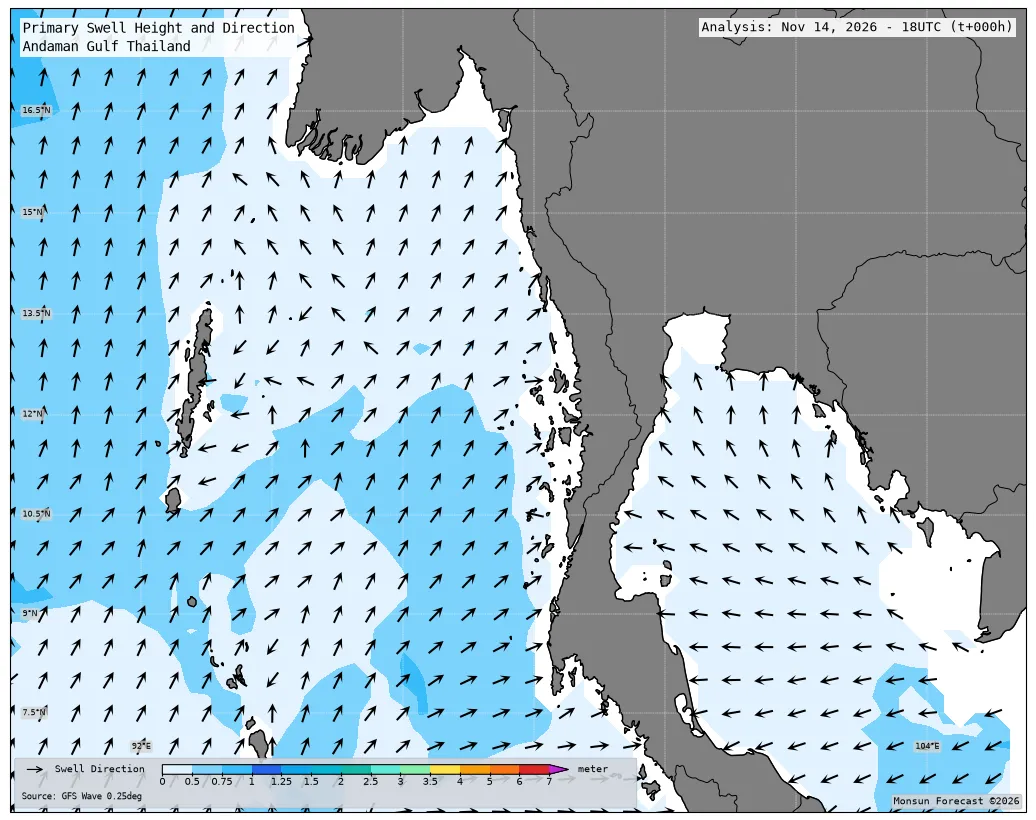 Primary Swell Height and Direction
Andaman Gulf Thailand
Analysis: Nov 14, 2026 - 18UTC (t+000h)
16.5°N
15°N
13.5°N
12°N
10.5°N
9°N
7.5°N
92°E
104°E
Swell Direction
meter
0 0.5 0.75 1 1.25 1.5 2 2.5 3 3.5 4 5 6 7
Source: GFS Wave 0.25deg
Monsun Forecast ©2026